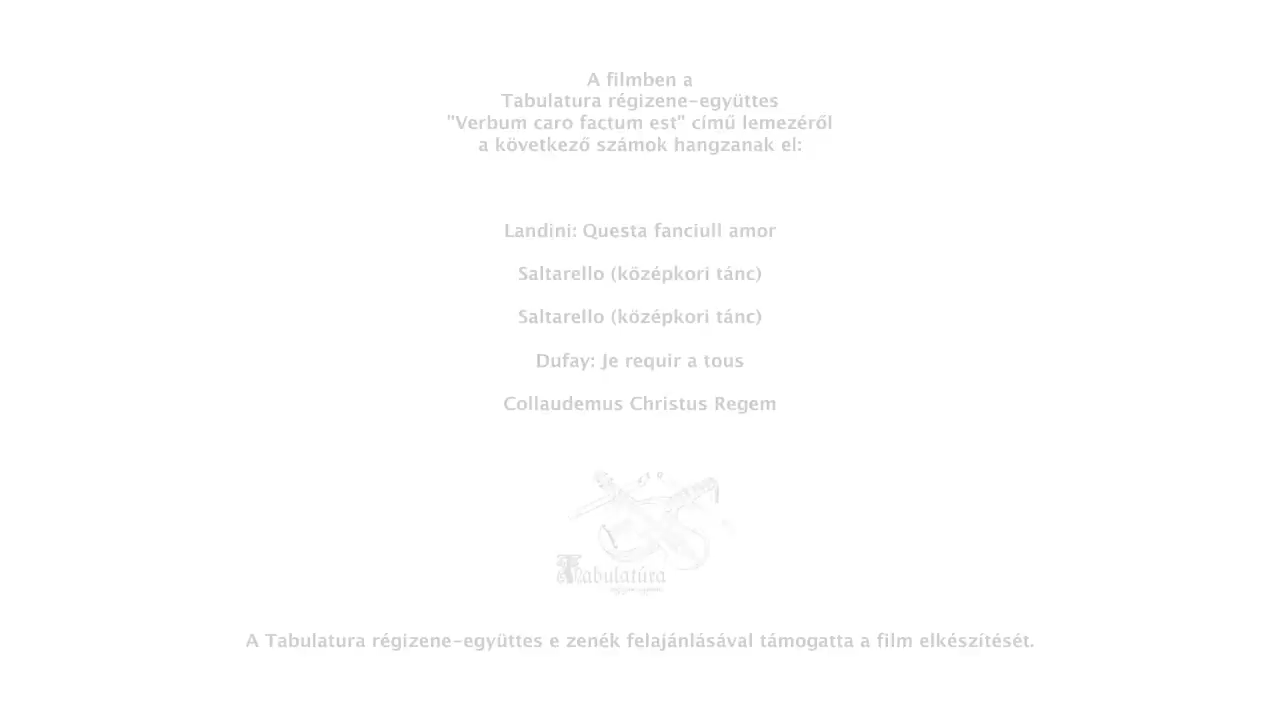 A filmben a
Tabulatura régizene-együttes
"Verbum caro factum est" című lemezéről
a következő számok hangzanak el:
Landini: Questa fanciull amor
Saltarello (középkori tánc)
Saltarello (középkori tánc)
Dufay: Je requir a tous
Collaudemus Christus Regem
Tabulatúra
A Tabulatura régizene-együttes e zenék felajánlásával támogatta a film elkészítését.